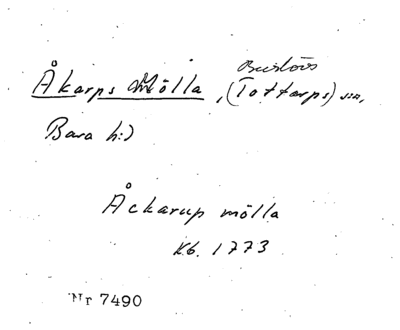 Burlövs
Åkarps Mölla, (Tottarps) sn,
Bara h:d
Åckarup mölla
Kb. 1773
Nr 7490